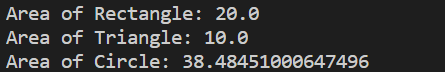 Area of Rectangle: 20.0
Area of Triangle: 10.0
Area of Circle: 38.48451000647496